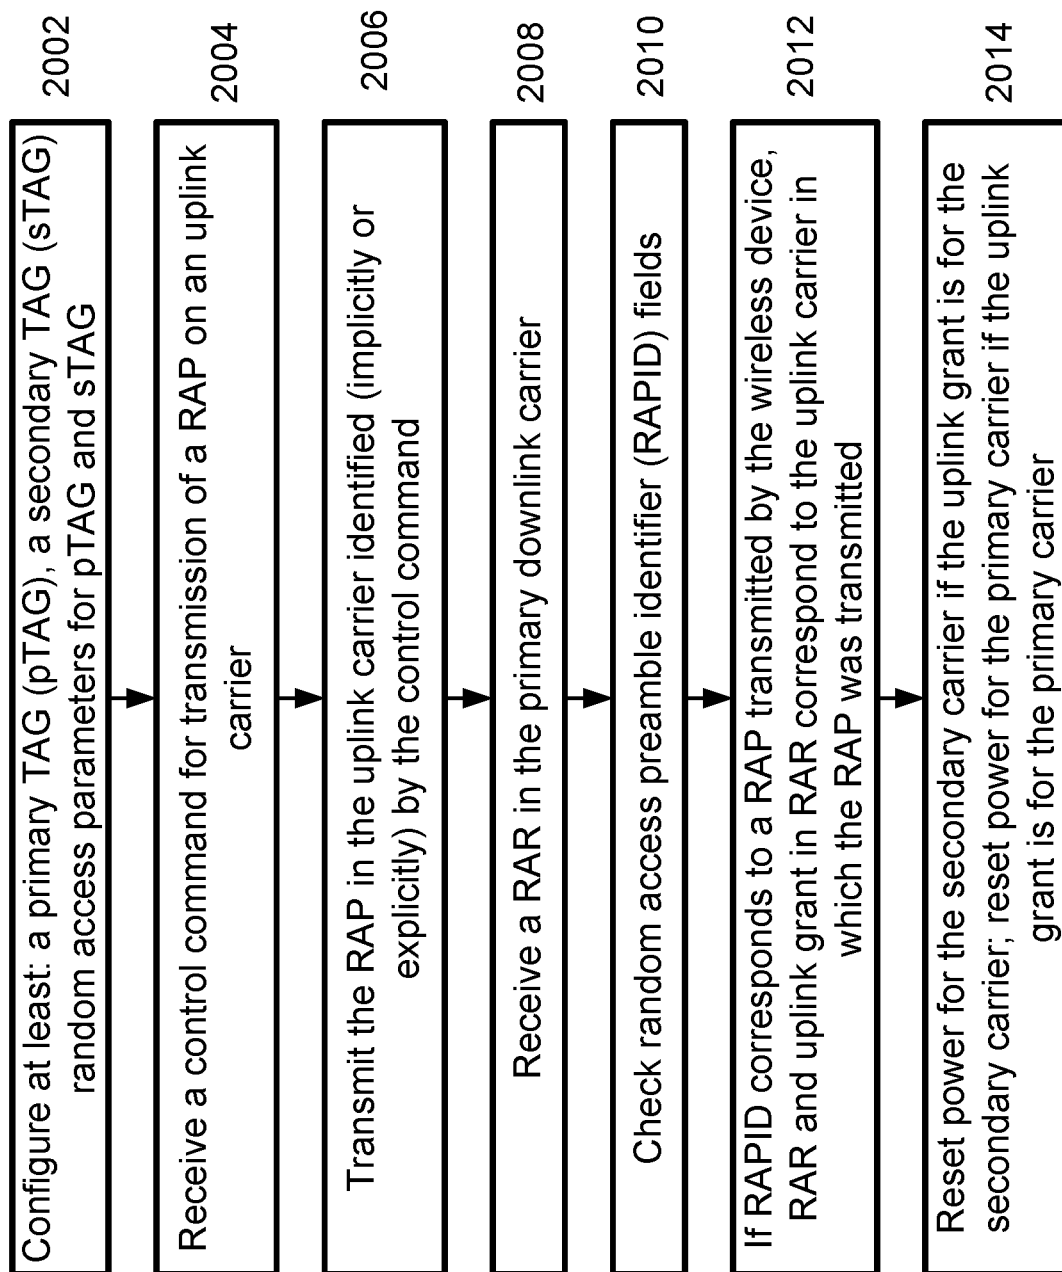 Configure at least: a primary TAG (pTAG), a secondary TAG (sTAG)
random access parameters for pTAG and sTAG
2002
Receive a control command for transmission of a RAP on an uplink
carrier
2004
Transmit the RAP in the uplink carrier identified (implicitly or
explicitly) by the control command
2006
Receive a RAR in the primary downlink carrier
2008
Check random access preamble identifier (RAPID) fields
2010
If RAPID corresponds to a RAP transmitted by the wireless device,
RAR and uplink grant in RAR correspond to the uplink carrier in
which the RAP was transmitted
2012
Reset power for the secondary carrier if the uplink grant is for the
secondary carrier; reset power for the primary carrier if the uplink
grant is for the primary carrier
2014